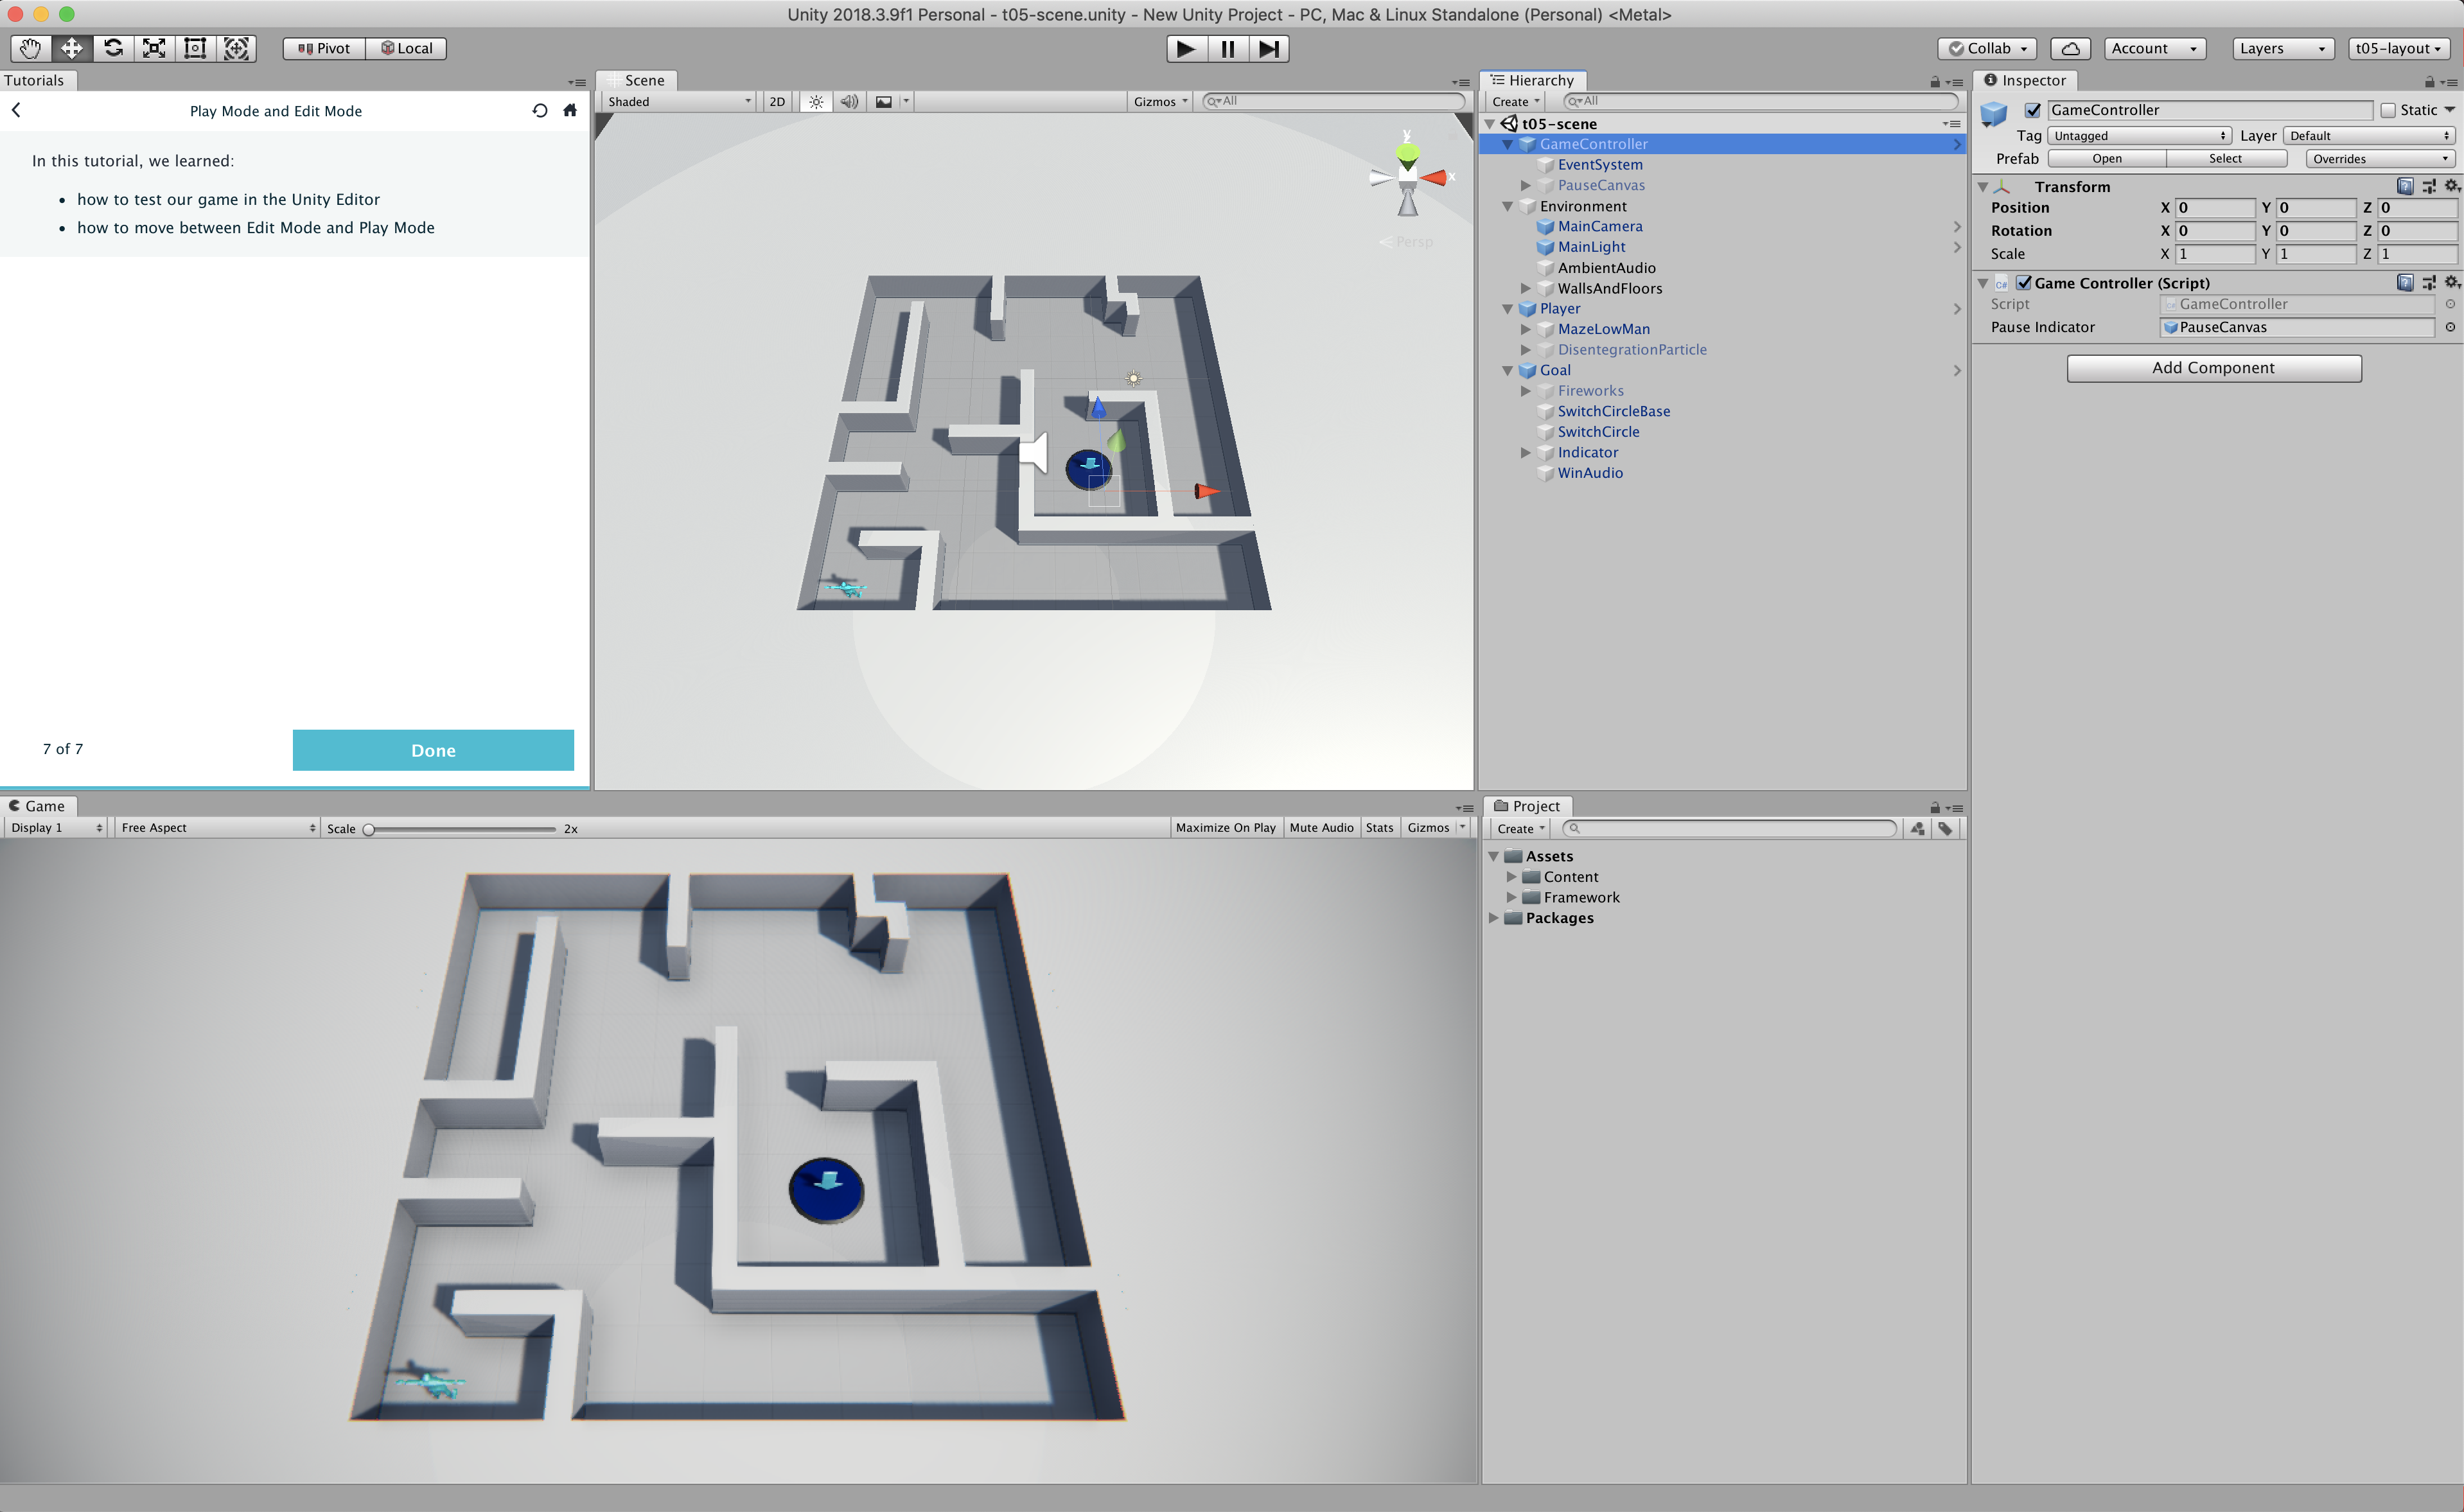 Unity 2018.3.9f1 Personal - t05-scene.unity - New Unity Project - PC, Mac & Linux Standalone (Personal) <Metal>
Pivot Local Collab Account Layers t05-layout
Tutorials
Play Mode and Edit Mode
In this tutorial, we learned:
• how to test our game in the Unity Editor
• how to move between Edit Mode and Play Mode
7 of 7
Done
Scene
Shaded 2D Gizmos All
y
x
Persp
Hierarchy
Create All
t05-scene
GameController
EventSystem
PauseCanvas
Environment
MainCamera
MainLight
AmbientAudio
WallsAndFloors
Player
MazeLowMan
DisentegrationParticle
Goal
Fireworks
SwitchCircleBase
SwitchCircle
Indicator
WinAudio
Inspector
GameController Static
Tag Untagged Layer Default
Prefab Open Select Overrides
Transform
Position X 0 Y 0 Z 0
Rotation X 0 Y 0 Z 0
Scale X 1 Y 1 Z 1
C# Game Controller (Script)
Script GameController
Pause Indicator PauseCanvas
Add Component
Game
Display 1 Free Aspect Scale 2x Maximize On Play Mute Audio Stats Gizmos
Project
Create
Assets
Content
Framework
Packages